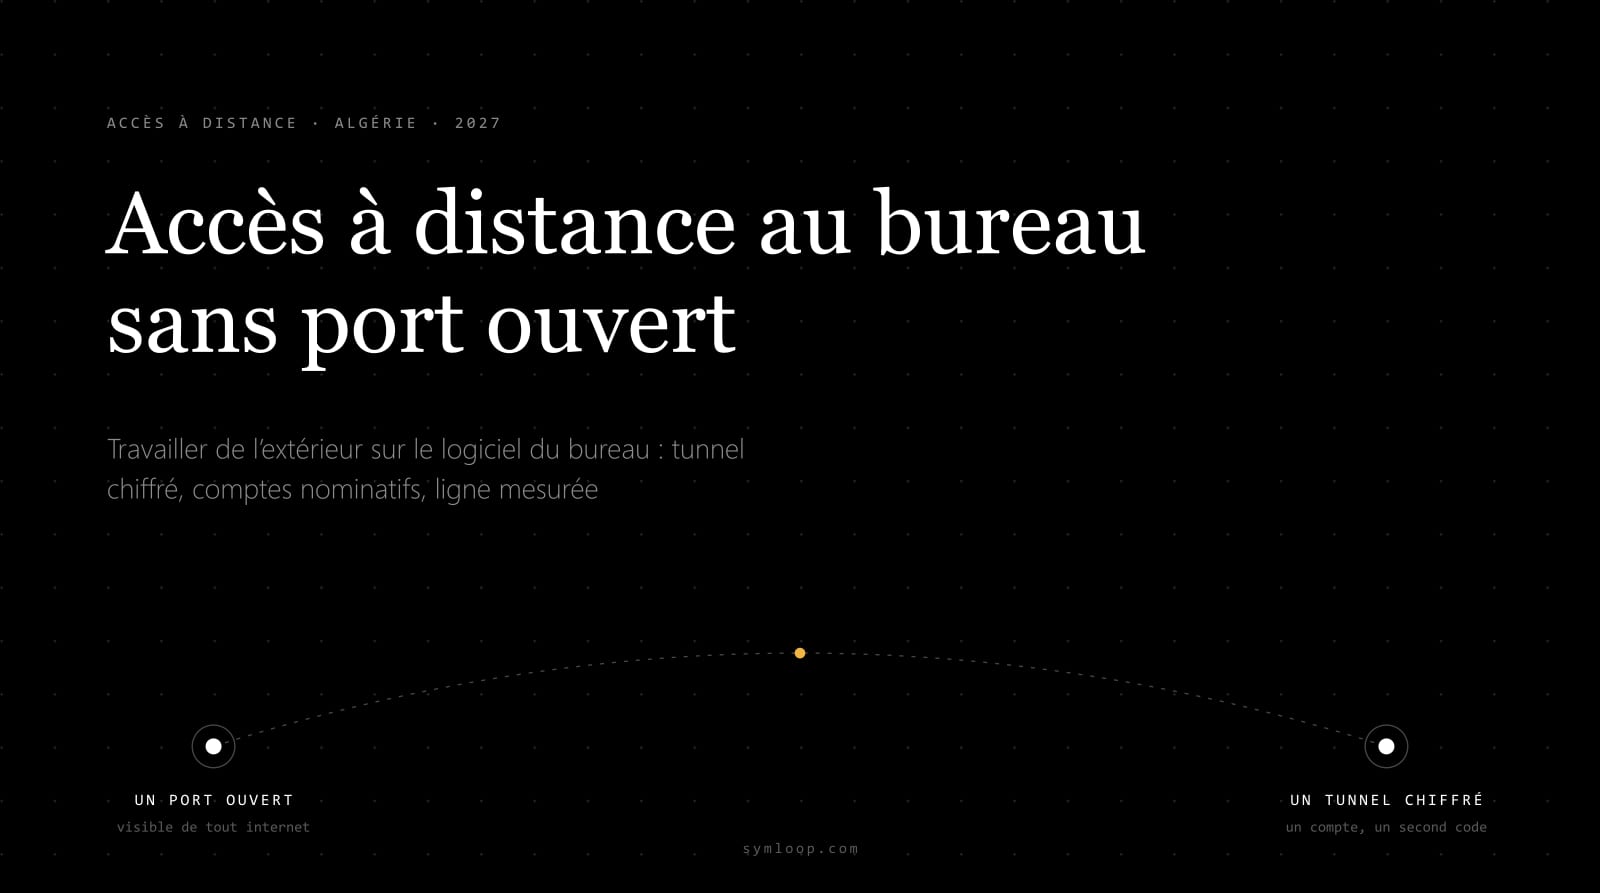 ACCÈS À DISTANCE · ALGÉRIE · 2027
Accès à distance au bureau
sans port ouvert
Travailler de l’extérieur sur le logiciel du bureau : tunnel
chiffré, comptes nominatifs, ligne mesurée
UN PORT OUVERT
visible de tout internet
UN TUNNEL CHIFFRÉ
un compte, un second code
symloop.com